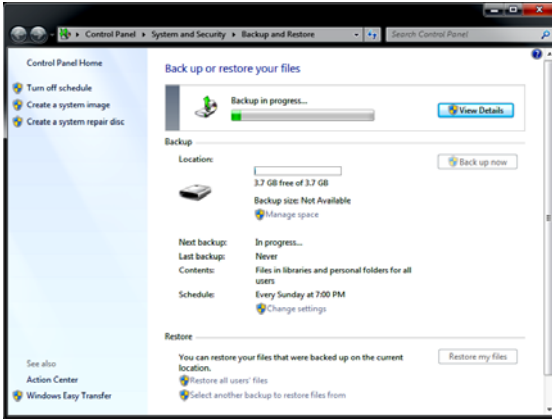 Control Panel ▸ System and Security ▸ Backup and Restore
Search Control Panel
Control Panel Home
Turn off schedule
Create a system image
Create a system repair disc
Back up or restore your files
Backup in progress...
View Details
Backup
Location:
Back up now
3.7 GB free of 3.7 GB
Backup size: Not Available
Manage space
Next backup: In progress...
Last backup: Never
Contents: Files in libraries and personal folders for all
users
Schedule: Every Sunday at 7:00 PM
Change settings
Restore
You can restore your files that were backed up on the current
location.
Restore my files
Restore all users' files
Select another backup to restore files from
See also
Action Center
Windows Easy Transfer